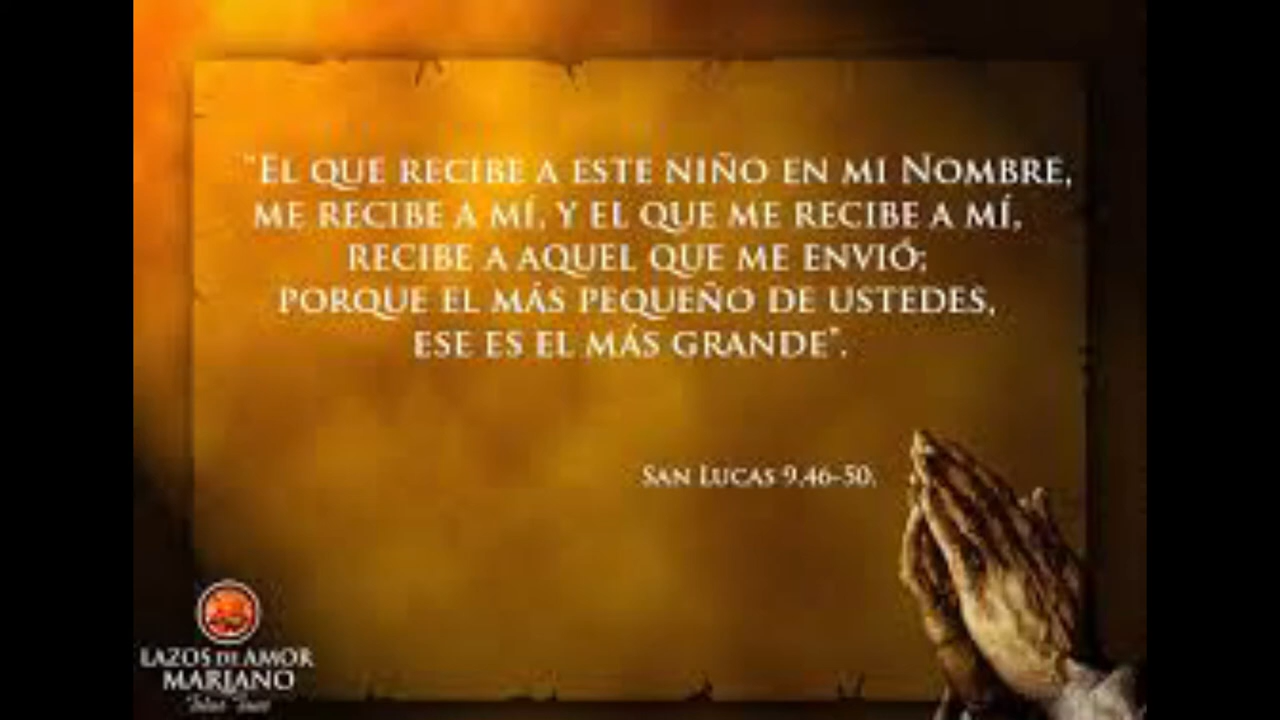 "El que recibe a este niño en mi Nombre,
me recibe a mí, y el que me recibe a mí,
recibe a aquel que me envió;
porque el más pequeño de ustedes,
ese es el más grande".
San Lucas 9.46-50.
LAZOS DE AMOR
MARIANO